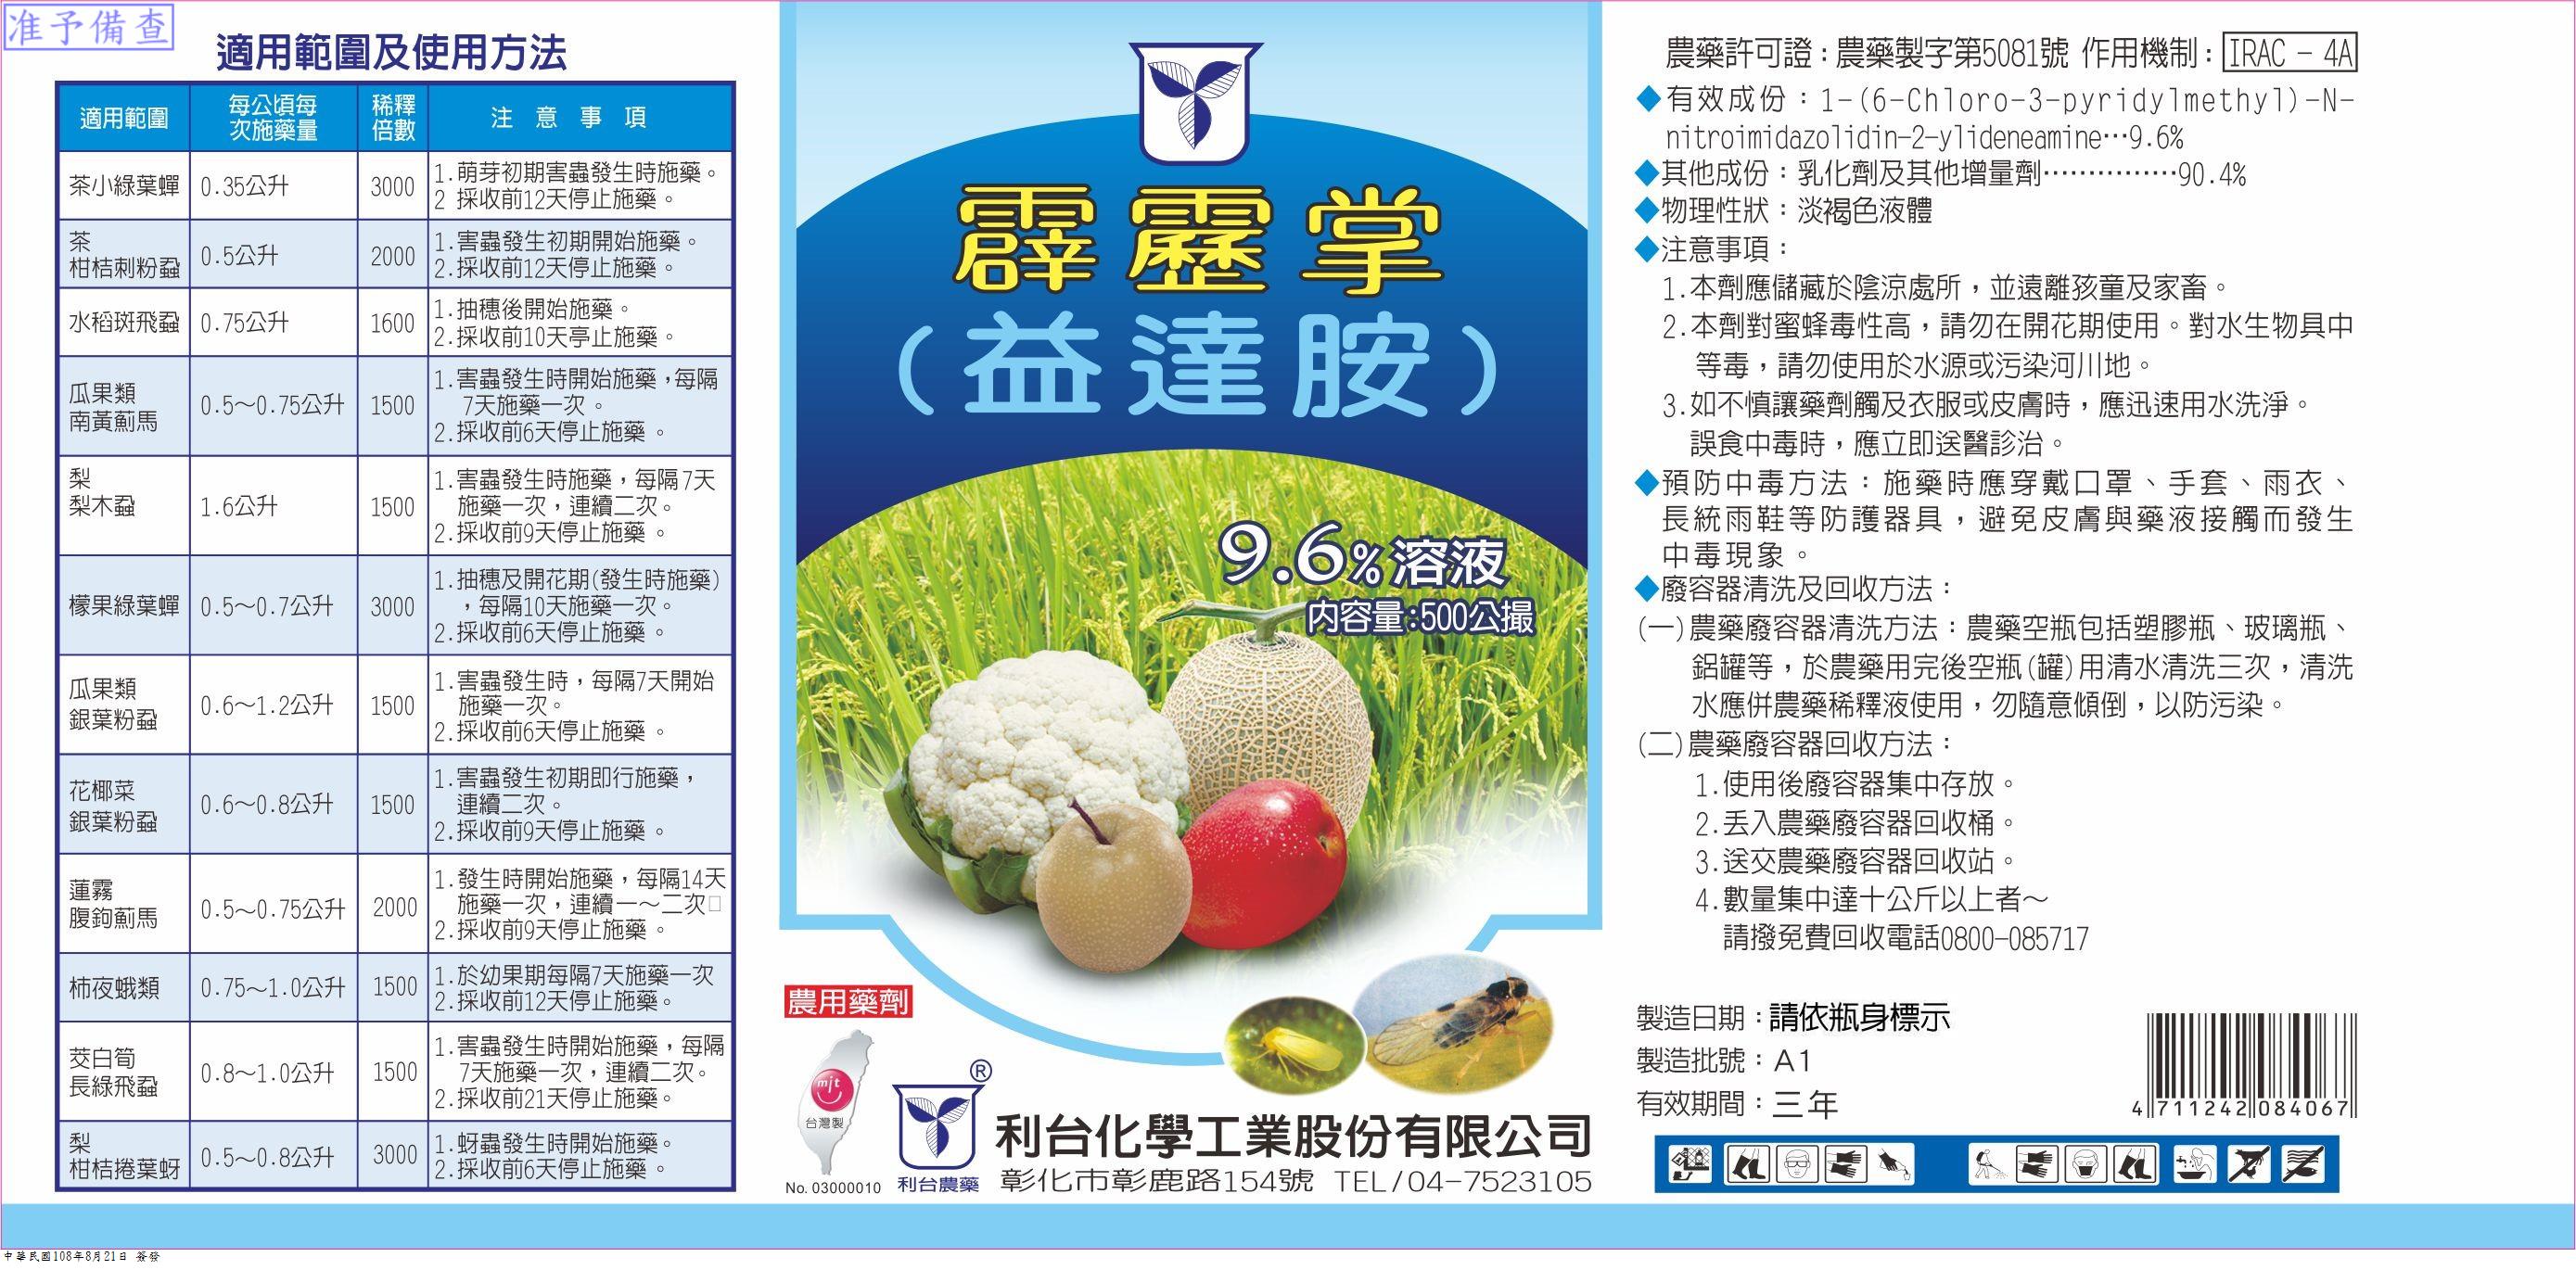 准予備查
適用範圍及使用方法
適用範圍 每公頃每次施藥量 稀釋倍數 注意事項
茶小綠葉蟬 0.35公升 3000 1.萌芽初期害蟲發生時施藥。
2 採收前12天停止施藥。
茶
柑桔刺粉蝨 0.5公升 2000 1.害蟲發生初期開始施藥。
2.採收前12天停止施藥。
水稻斑飛蝨 0.75公升 1600 1.抽穗後開始施藥。
2.採收前10天亭止施藥。
瓜果類
南黃薊馬 0.5～0.75公升 1500 1.害蟲發生時開始施藥，每隔
7天施藥一次。
2.採收前6天停止施藥。
梨
梨木蝨 1.6公升 1500 1.害蟲發生時施藥，每隔7天
施藥一次，連續二次。
2.採收前9天停止施藥。
檬果綠葉蟬 0.5～0.7公升 3000 1.抽穗及開花期(發生時施藥)
，每隔10天施藥一次。
2.採收前6天停止施藥。
瓜果類
銀葉粉蝨 0.6～1.2公升 1500 1.害蟲發生時，每隔7天開始
施藥一次。
2.採收前6天停止施藥。
花椰菜
銀葉粉蝨 0.6～0.8公升 1500 1.害蟲發生初期即行施藥，
連續二次。
2.採收前9天停止施藥。
蓮霧
腹鉤薊馬 0.5～0.75公升 2000 1.發生時開始施藥，每隔14天
施藥一次，連續一～二次□
2.採收前9天停止施藥。
柿夜蛾類 0.75～1.0公升 1500 1.於幼果期每隔7天施藥一次
2.採收前12天停止施藥。
茭白筍
長綠飛蝨 0.8～1.0公升 1500 1.害蟲發生時開始施藥，每隔
7天施藥一次，連續二次。
2.採收前21天停止施藥。
梨
柑桔捲葉蚜 0.5～0.8公升 3000 1.蚜蟲發生時開始施藥。
2.採收前6天停止施藥。
霹靂掌
(益達胺)
9.6%溶液
內容量:500公撮
農用藥劑
mit
台灣製
No. 03000010
®
利台農藥
利台化學工業股份有限公司
彰化市彰鹿路154號 TEL/04-7523105
農藥許可證：農藥製字第5081號 作用機制：IRAC - 4A
◆有效成份：1-(6-Chloro-3-pyridylmethyl)-N-
nitroimidazolidin-2-ylideneamine…9.6%
◆其他成份：乳化劑及其他增量劑……………90.4%
◆物理性狀：淡褐色液體
◆注意事項：
1.本劑應儲藏於陰涼處所，並遠離孩童及家畜。
2.本劑對蜜蜂毒性高，請勿在開花期使用。對水生物具中
等毒，請勿使用於水源或污染河川地。
3.如不慎讓藥劑觸及衣服或皮膚時，應迅速用水洗淨。
誤食中毒時，應立即送醫診治。
◆預防中毒方法：施藥時應穿戴口罩、手套、雨衣、
長統雨鞋等防護器具，避免皮膚與藥液接觸而發生
中毒現象。
◆廢容器清洗及回收方法：
(一)農藥廢容器清洗方法：農藥空瓶包括塑膠瓶、玻璃瓶、
鋁罐等，於農藥用完後空瓶(罐)用清水清洗三次，清洗
水應併農藥稀釋液使用，勿隨意傾倒，以防污染。
(二)農藥廢容器回收方法：
1.使用後廢容器集中存放。
2.丟入農藥廢容器回收桶。
3.送交農藥廢容器回收站。
4.數量集中達十公斤以上者～
請撥免費回收電話0800-085717
製造日期：請依瓶身標示
製造批號：A1
有效期間：三年
4 711242 084067
中華民國108年8月21日 簽發